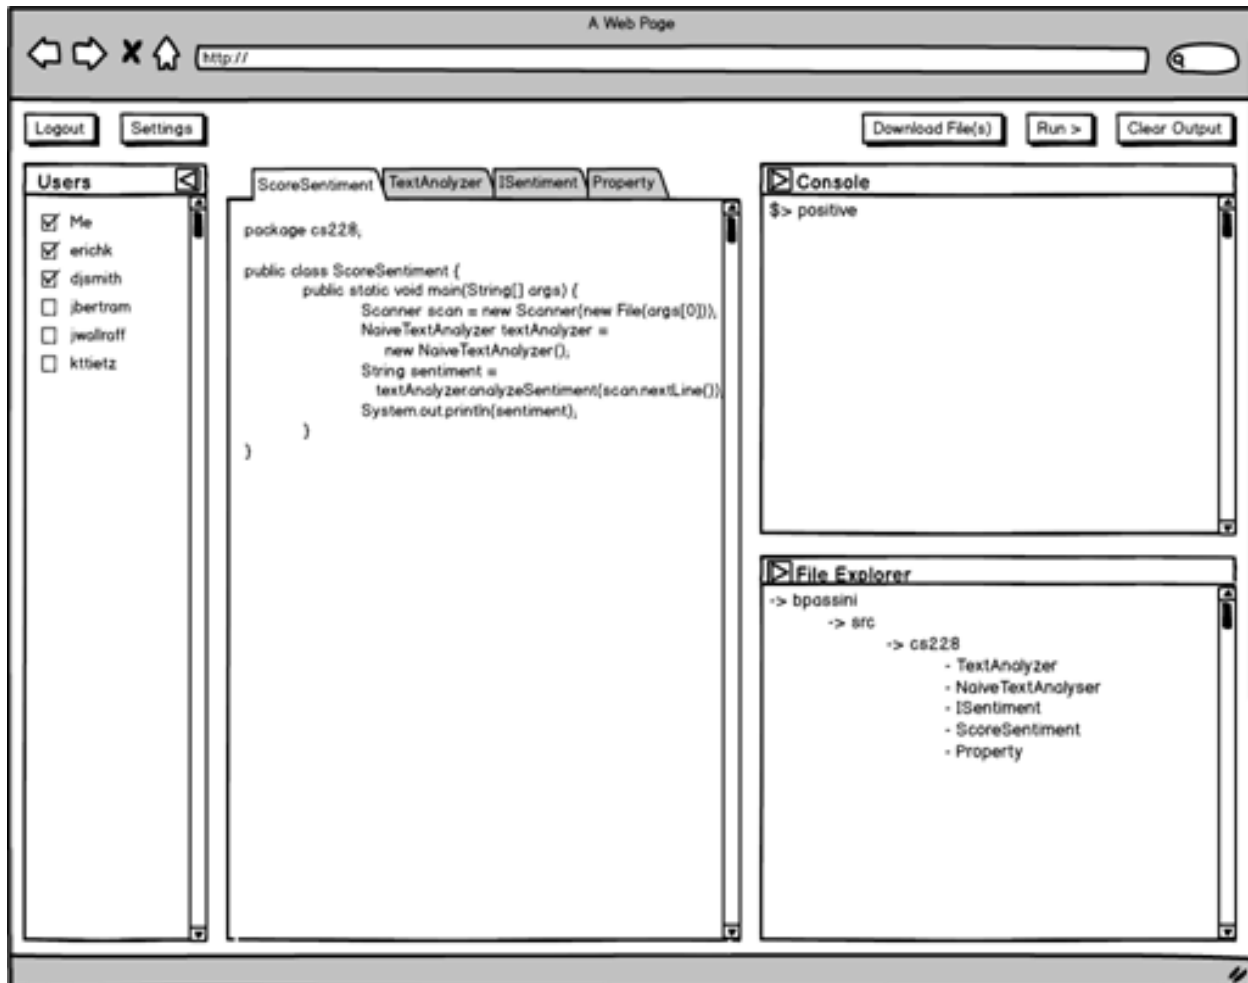 A Web Page
http://
Logout
Settings
Download File(s)
Run >
Clear Output
Users
Me
erichk
djsmith
jbertram
jwallraff
kttietz
ScoreSentiment
TextAnalyzer
ISentiment
Property
package cs228;
public class ScoreSentiment {
public static void main(String[] args) {
Scanner scan = new Scanner(new File(args[0]));
NaiveTextAnalyzer textAnalyzer =
new NaiveTextAnalyzer();
String sentiment =
textAnalyzer.analyzeSentiment(scan.nextLine())
System.out.println(sentiment);
}
}
Console
$> positive
File Explorer
-> bpassini
-> src
-> cs228
- TextAnalyzer
- NaiveTextAnalyser
- ISentiment
- ScoreSentiment
- Property